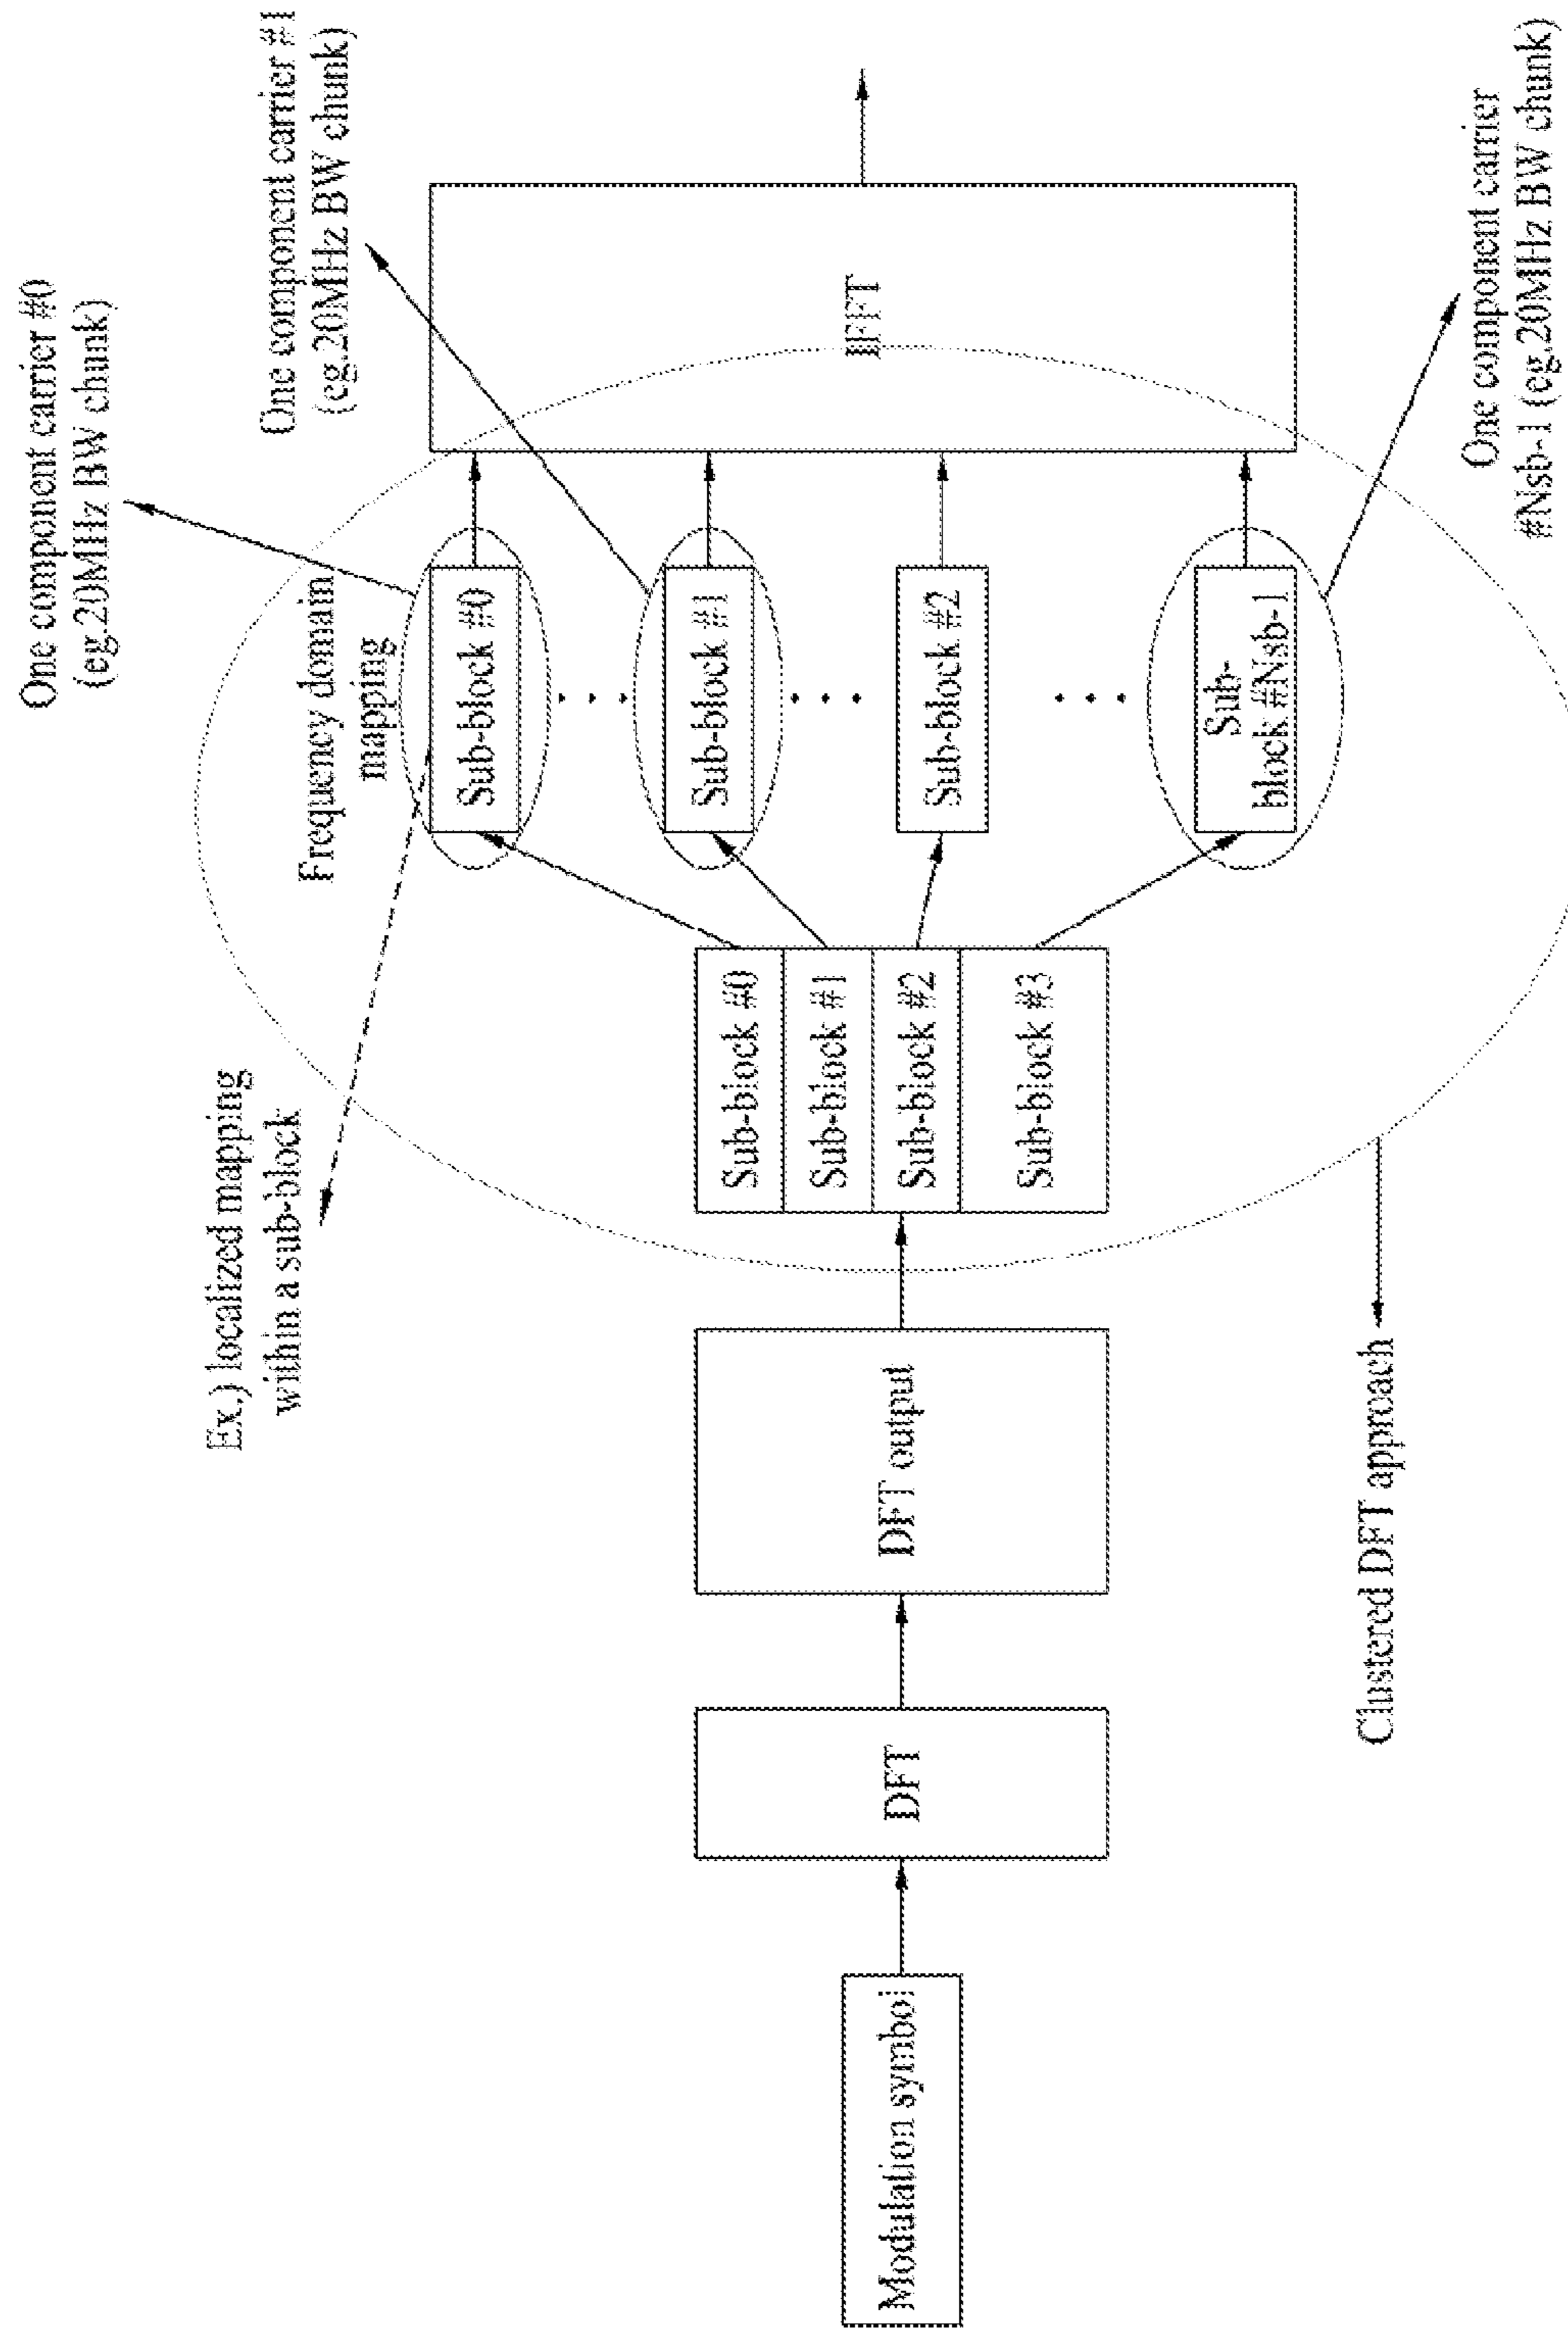 Modulation symbol
DFT
DFT output
Sub-block #0
Sub-block #1
Sub-block #2
Sub-block #3
Ex.) localized mapping
within a sub-block
Frequency domain
mapping
Sub-block #0
Sub-block #1
Sub-block #2
Sub-
block #Nsb-1
IFFT
One component carrier #0
(eg.20MHz BW chunk)
One component carrier #1
(eg.20MHz BW chunk)
One component carrier
#Nsb-1 (eg.20MHz BW chunk)
Clustered DFT approach